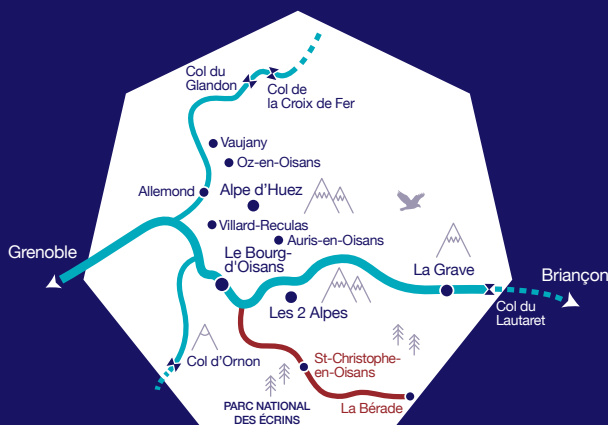 Col du
Glandon
Col de
la Croix de Fer
Vaujany
Oz-en-Oisans
Allemond
Alpe d'Huez
Villard-Reculas
Auris-en-Oisans
Grenoble
Le Bourg-
d'Oisans
La Grave
Briançon
Les 2 Alpes
Col du
Lautaret
Col d'Ornon
St-Christophe-
en-Oisans
La Bérade
PARC NATIONAL
DES ÉCRINS